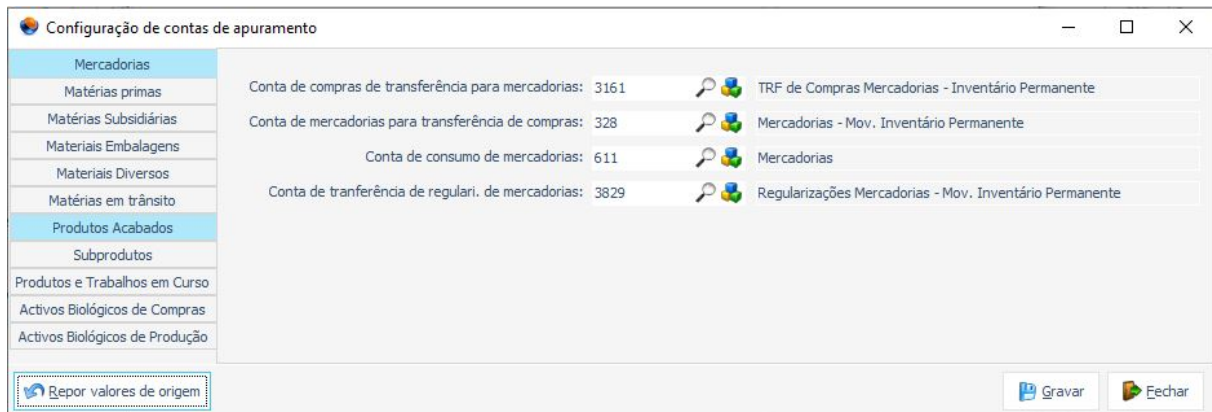 Configuração de contas de apuramento
Mercadorias
Matérias primas
Matérias Subsidiárias
Materiais Embalagens
Materiais Diversos
Matérias em trânsito
Produtos Acabados
Subprodutos
Produtos e Trabalhos em Curso
Activos Biológicos de Compras
Activos Biológicos de Produção
Conta de compras de transferência para mercadorias: 3161 TRF de Compras Mercadorias - Inventário Permanente
Conta de mercadorias para transferência de compras: 328 Mercadorias - Mov. Inventário Permanente
Conta de consumo de mercadorias: 611 Mercadorias
Conta de tranferência de regulari. de mercadorias: 3829 Regularizações Mercadorias - Mov. Inventário Permanente
Repor valores de origem
Gravar
Fechar